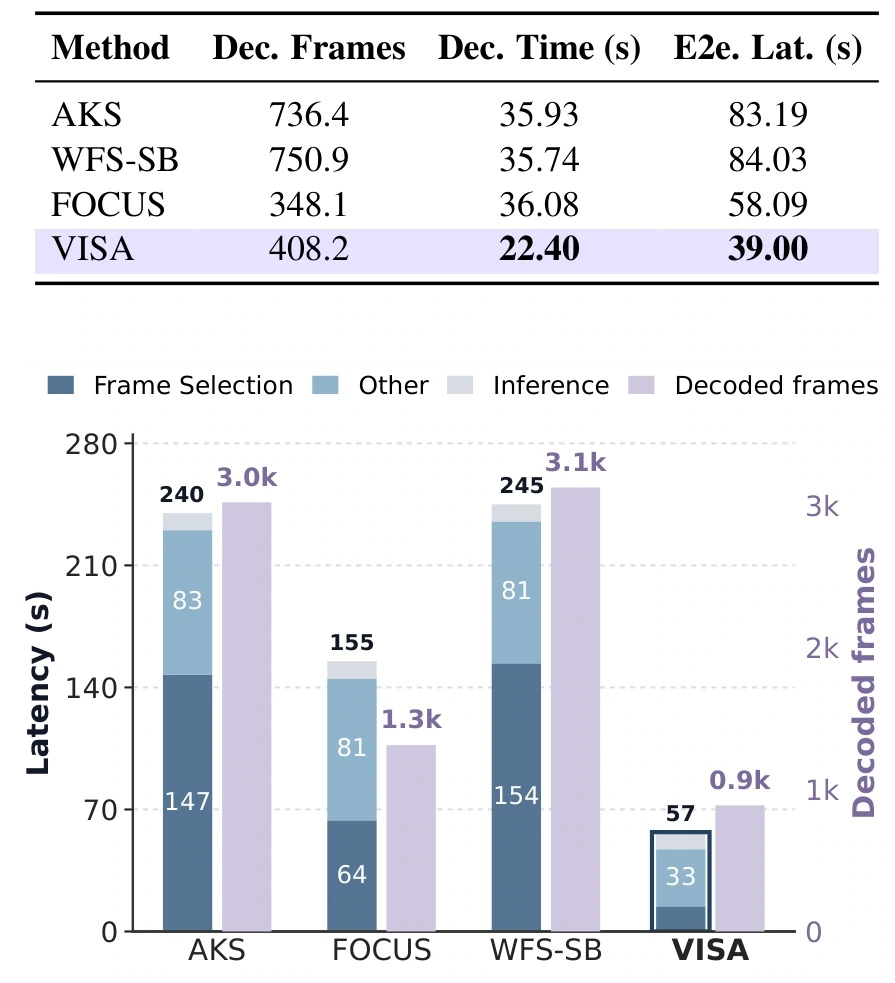 Method Dec. Frames Dec. Time (s) E2e. Lat. (s)
AKS 736.4 35.93 83.19
WFS-SB 750.9 35.74 84.03
FOCUS 348.1 36.08 58.09
VISA 408.2 22.40 39.00
Frame Selection Other Inference Decoded frames
Latency (s)
280
210
140
70
0
240
83
147
3.0k
155
81
64
1.3k
245
81
154
3.1k
57
33
0.9k
3k
2k
1k
0
Decoded frames
AKS FOCUS WFS-SB VISA